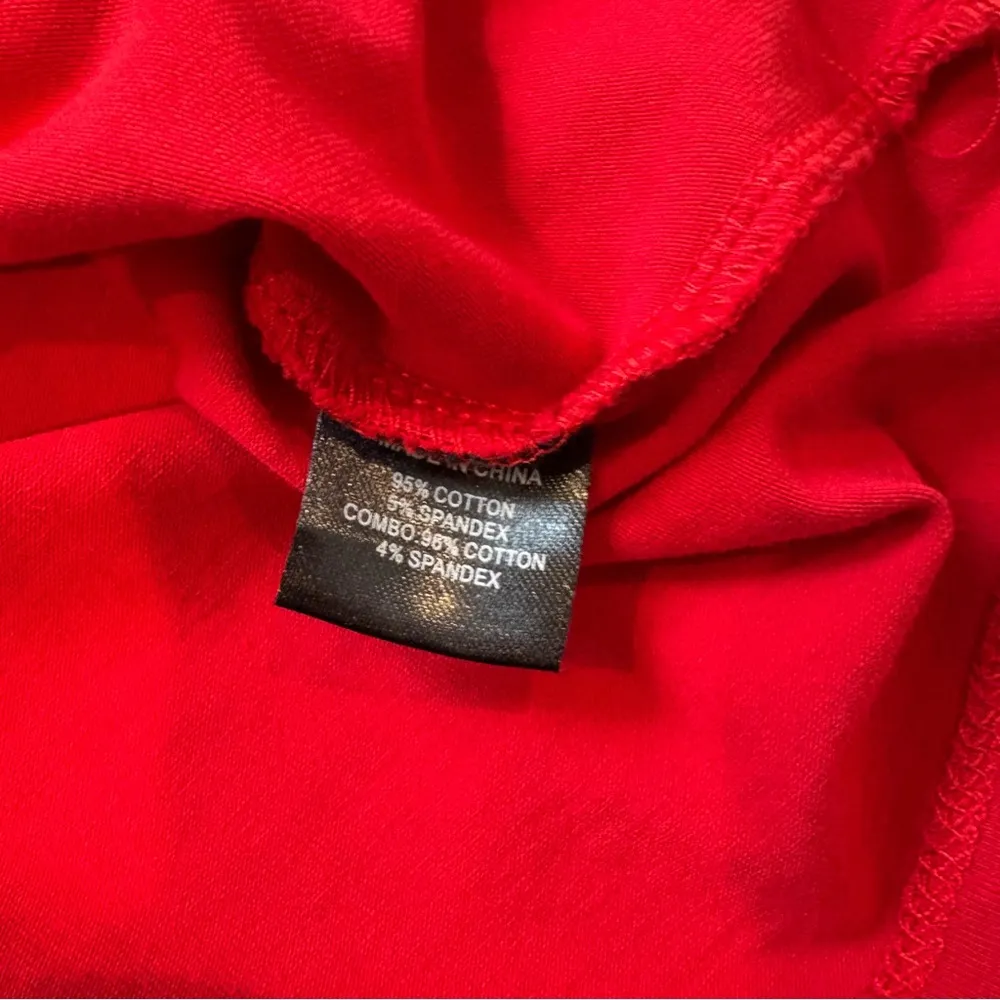 MADE IN CHINA
95% COTTON
5% SPANDEX
COMBO:96% COTTON
4% SPANDEX